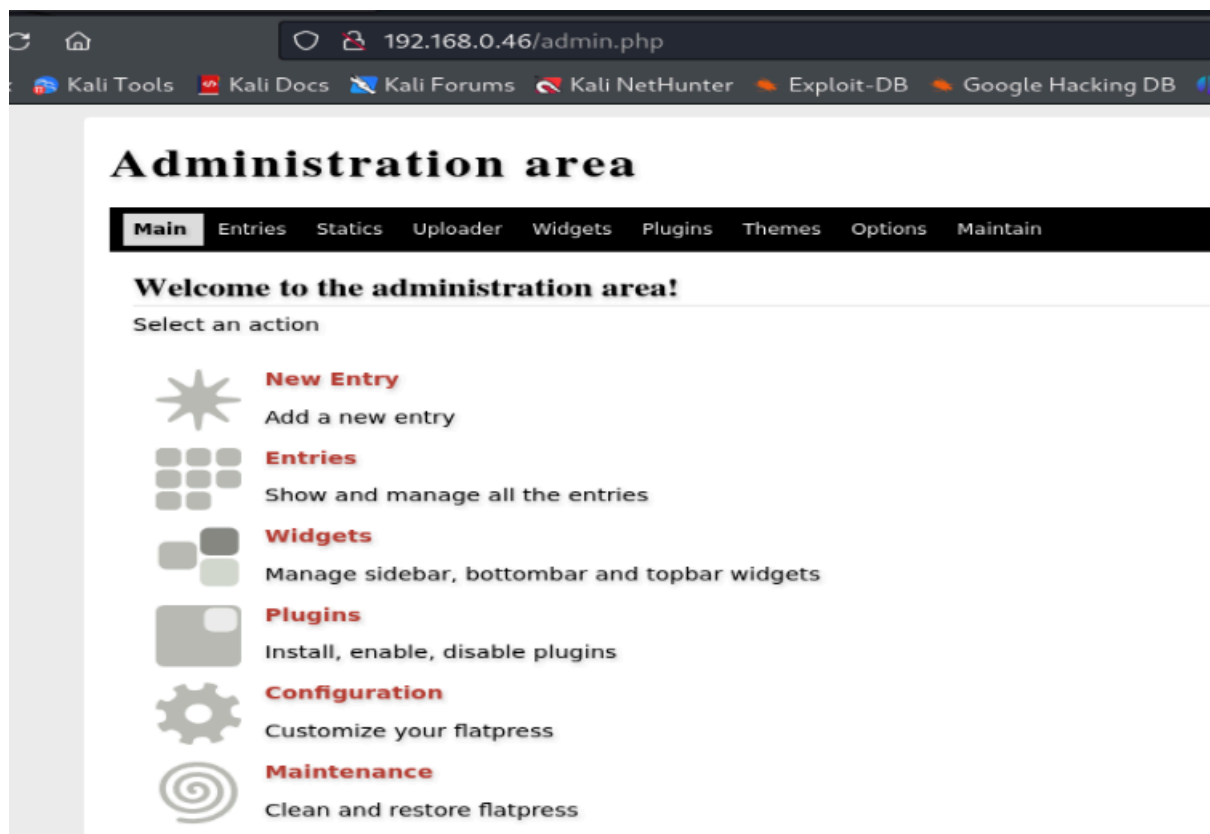 192.168.0.46/admin.php
Kali Tools Kali Docs Kali Forums Kali NetHunter Exploit-DB Google Hacking DB
Administration area
Main Entries Statics Uploader Widgets Plugins Themes Options Maintain
Welcome to the administration area!
Select an action
New Entry
Add a new entry
Entries
Show and manage all the entries
Widgets
Manage sidebar, bottombar and topbar widgets
Plugins
Install, enable, disable plugins
Configuration
Customize your flatpress
Maintenance
Clean and restore flatpress